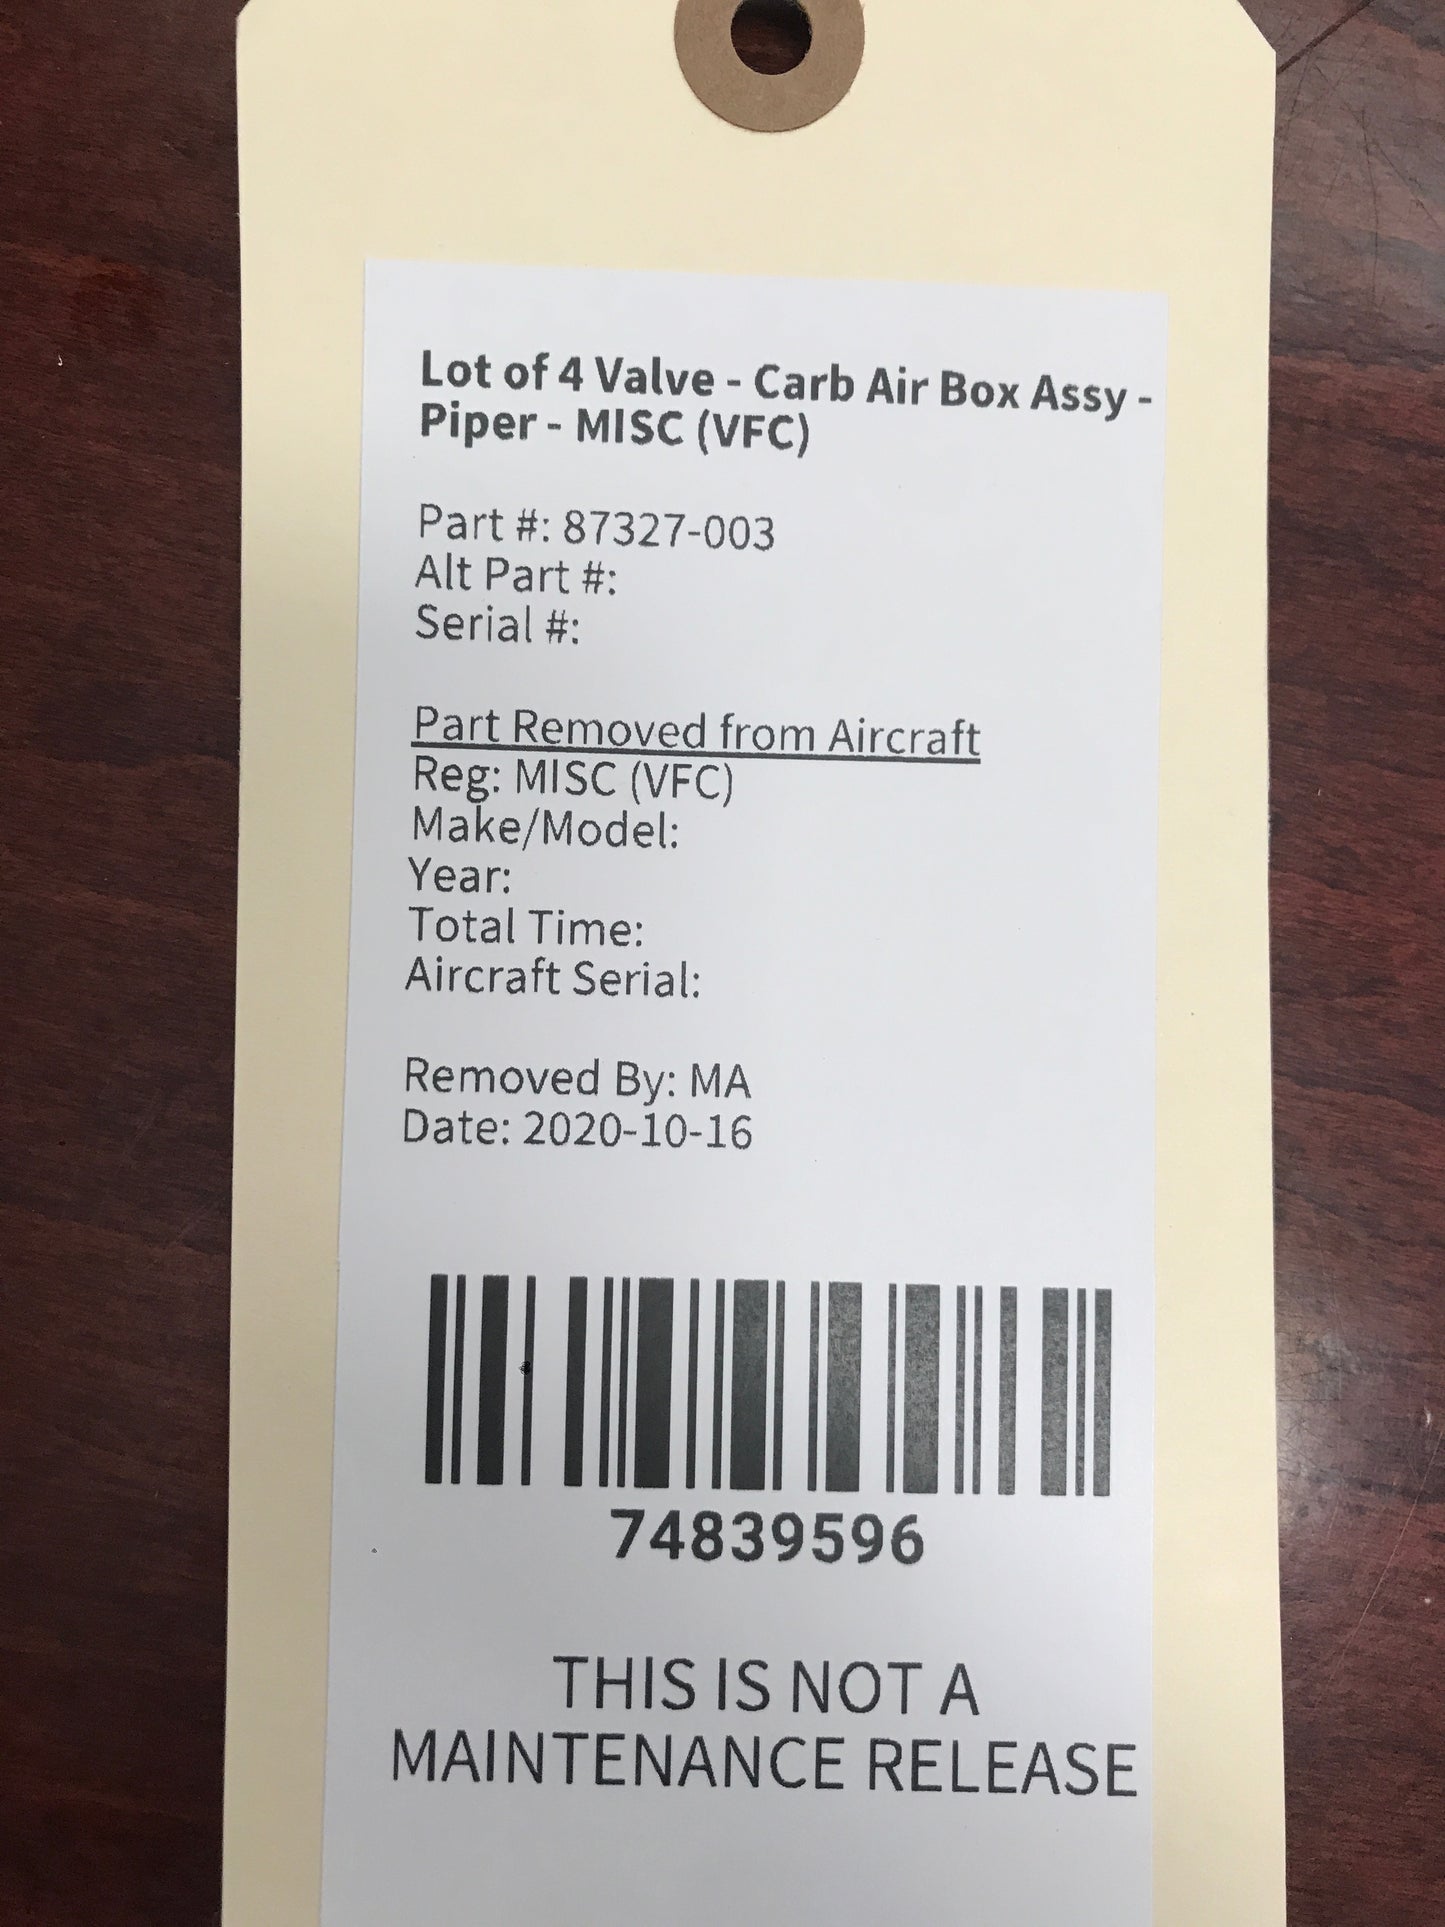 Lot of 4 Valve - Carb Air Box Assy -
Piper - MISC (VFC)
Part #: 87327-003
Alt Part #:
Serial #:
Part Removed from Aircraft
Reg: MISC (VFC)
Make/Model:
Year:
Total Time:
Aircraft Serial:
Removed By: MA
Date: 2020-10-16
74839596
THIS IS NOT A
MAINTENANCE RELEASE